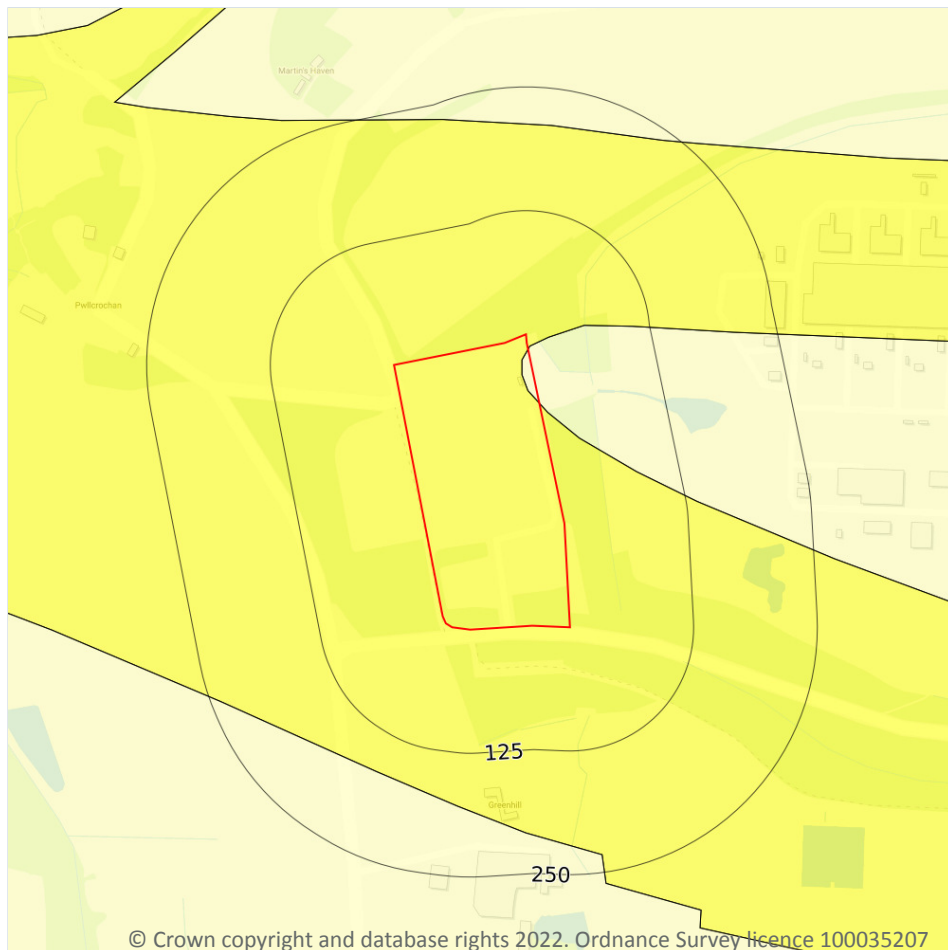 Martin's Haven
Pwllcrochan
125
Greenhill
250
© Crown copyright and database rights 2022. Ordnance Survey licence 100035207